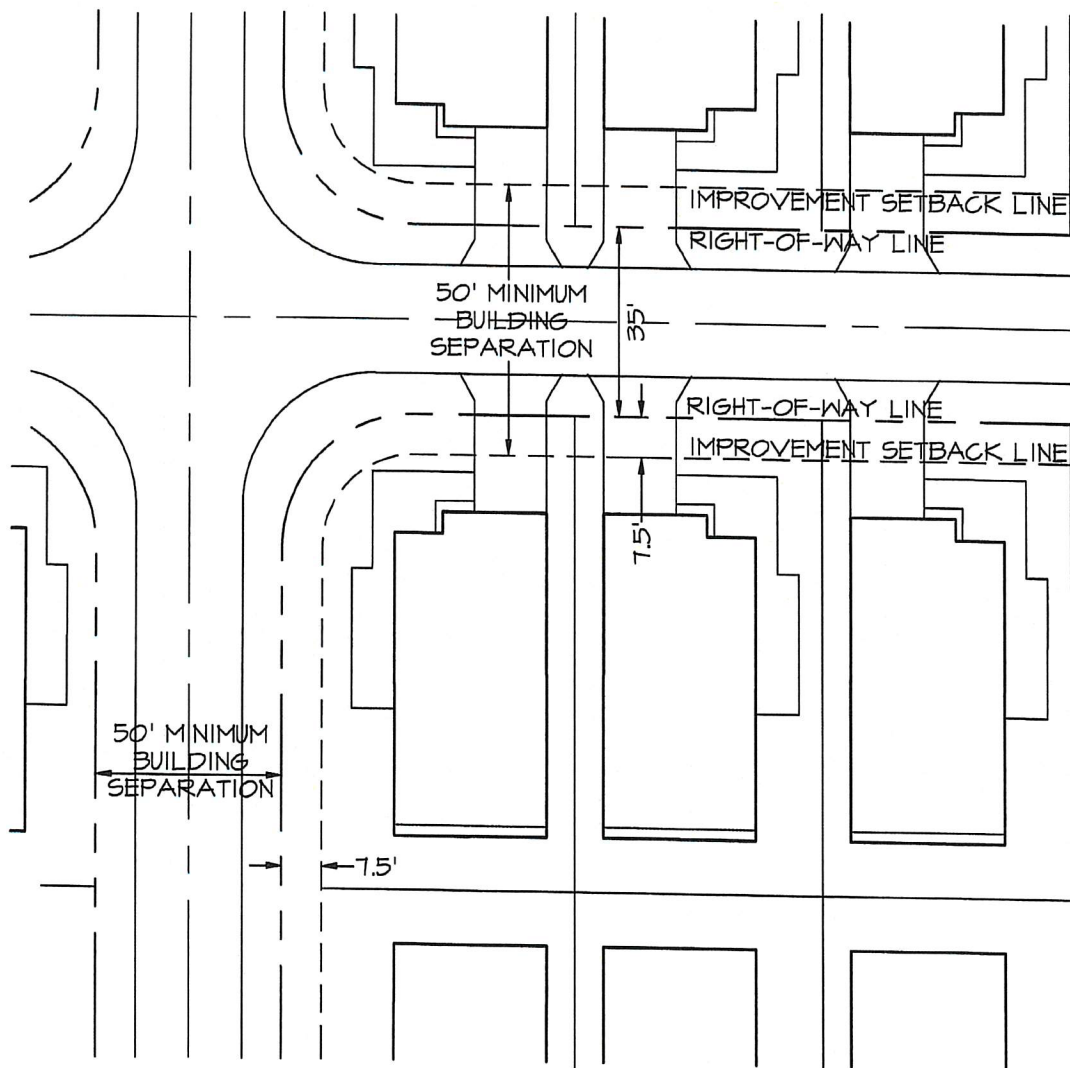 IMPROVEMENT SETBACK LINE
RIGHT-OF-WAY LINE
50' MINIMUM
BUILDING
SEPARATION
35'
RIGHT-OF-WAY LINE
IMPROVEMENT SETBACK LINE
7.5'
50' MINIMUM
BUILDING
SEPARATION
7.5'